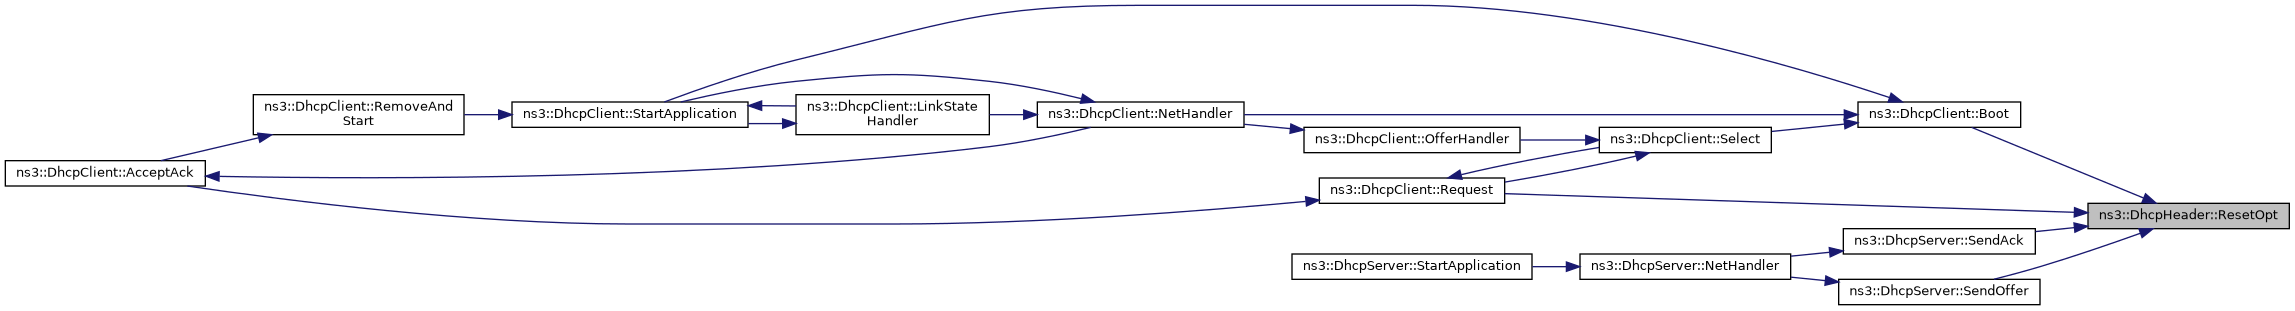 ns3::DhcpClient::RemoveAnd
Start
ns3::DhcpClient::AcceptAck
ns3::DhcpClient::StartApplication
ns3::DhcpClient::LinkState
Handler
ns3::DhcpClient::NetHandler
ns3::DhcpClient::OfferHandler
ns3::DhcpClient::Request
ns3::DhcpClient::Select
ns3::DhcpClient::Boot
ns3::DhcpHeader::ResetOpt
ns3::DhcpServer::SendAck
ns3::DhcpServer::StartApplication
ns3::DhcpServer::NetHandler
ns3::DhcpServer::SendOffer